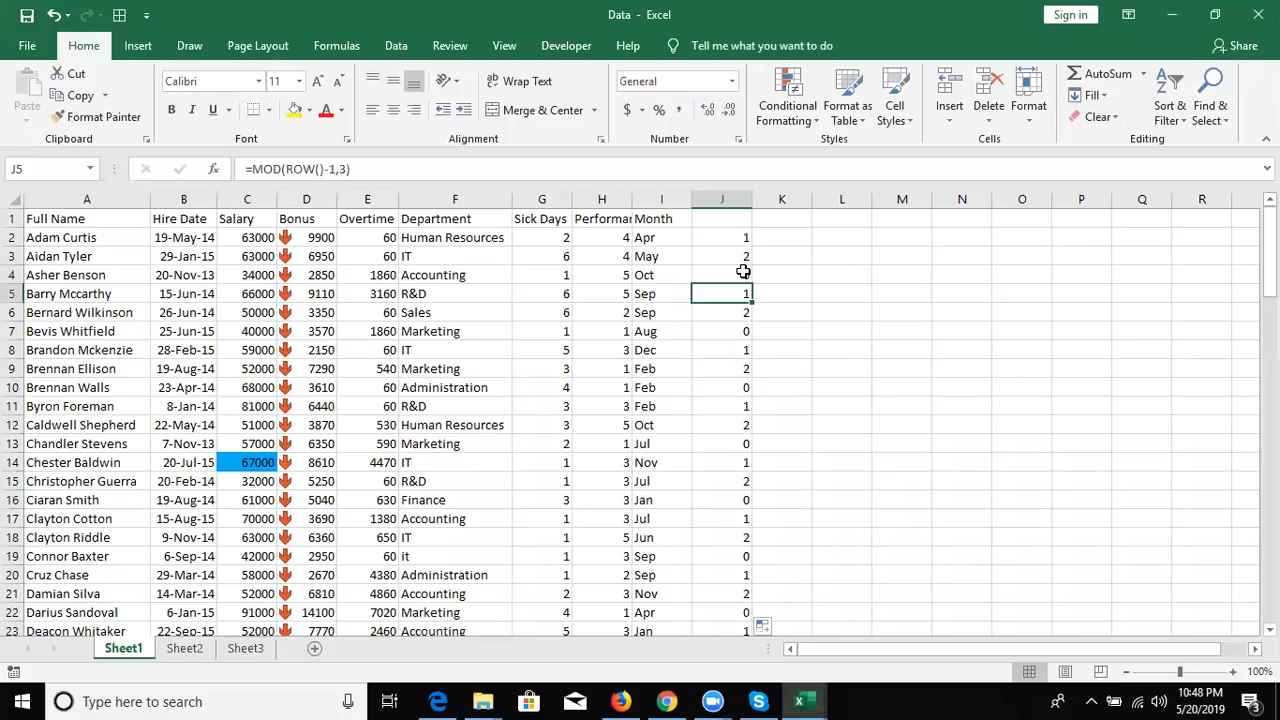 Data - Excel
Sign in
File Home Insert Draw Page Layout Formulas Data Review View Developer Help Tell me what you want to do Share
Paste Cut Copy Format Painter Clipboard
Calibri 11 B I U A Font
Wrap Text Merge & Center Alignment
General $ % , Number
Conditional Formatting Format as Table Cell Styles Styles
Insert Delete Format Cells
AutoSum Fill Clear Sort & Filter Find & Select Editing
J5 fx =MOD(ROW()-1,3)
A B C D E F G H I J K L M N O P Q R
1 Full Name Hire Date Salary Bonus Overtime Department Sick Days Performan Month
2 Adam Curtis 19-May-14 63000 9900 60 Human Resources 2 4 Apr 1
3 Aidan Tyler 29-Jan-15 63000 6950 60 IT 6 4 May 2
4 Asher Benson 20-Nov-13 34000 2850 1860 Accounting 1 5 Oct
5 Barry Mccarthy 15-Jun-14 66000 9110 3160 R&D 6 5 Sep 1
6 Bernard Wilkinson 26-Jun-14 50000 3350 60 Sales 6 2 Sep 2
7 Bevis Whitfield 25-Jun-15 40000 3570 1860 Marketing 1 1 Aug 0
8 Brandon Mckenzie 28-Feb-15 59000 2150 60 IT 5 3 Dec 1
9 Brennan Ellison 19-Aug-14 52000 7290 540 Marketing 3 1 Feb 2
10 Brennan Walls 23-Apr-14 68000 3610 60 Administration 4 1 Feb 0
11 Byron Foreman 8-Jan-14 81000 6440 60 R&D 3 3 Feb 1
12 Caldwell Shepherd 22-May-14 51000 3870 530 Human Resources 3 5 Oct 2
13 Chandler Stevens 7-Nov-13 57000 6350 590 Marketing 2 1 Jul 0
14 Chester Baldwin 20-Jul-15 67000 8610 4470 IT 1 3 Nov 1
15 Christopher Guerra 20-Feb-14 32000 5250 60 R&D 1 3 Jul 2
16 Ciaran Smith 19-Aug-14 61000 5040 630 Finance 3 3 Jan 0
17 Clayton Cotton 15-Aug-15 70000 3690 1380 Accounting 1 3 Jul 1
18 Clayton Riddle 9-Nov-14 63000 6360 650 IT 1 5 Jun 2
19 Connor Baxter 6-Sep-14 42000 2950 60 it 1 3 Sep 0
20 Cruz Chase 29-Mar-14 58000 2670 4380 Administration 1 2 Sep 1
21 Damian Silva 14-Mar-14 52000 6810 4860 Accounting 2 3 Nov 2
22 Darius Sandoval 6-Jan-15 91000 14100 7020 Marketing 4 1 Apr 0
23 Deacon Whitaker 22-Sep-15 52000 7770 2460 Accounting 5 3 Jan 1
Sheet1 Sheet2 Sheet3
100%
Type here to search
10:48 PM
5/20/2019
3